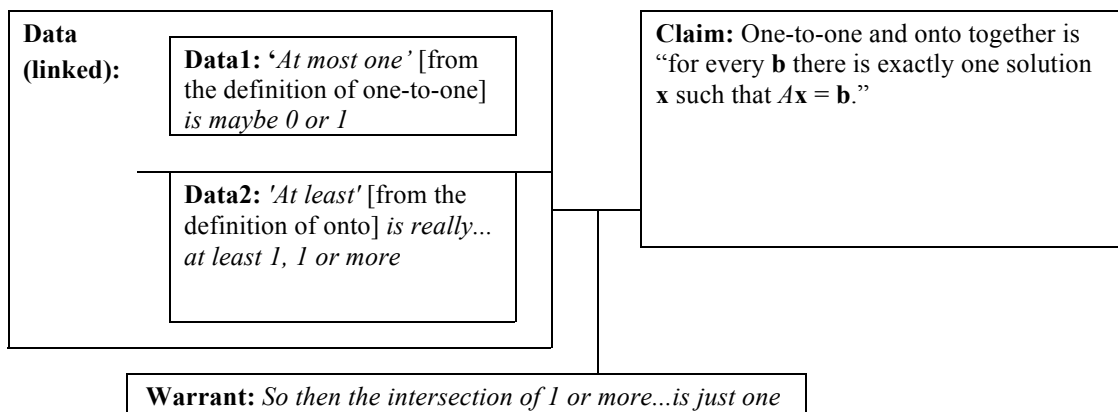 Data
(linked):
Data1: ‘At most one’ [from
the definition of one-to-one]
is maybe 0 or 1
Data2: 'At least' [from the
definition of onto] is really...
at least 1, 1 or more
Claim: One-to-one and onto together is
“for every b there is exactly one solution
x such that Ax = b.”
Warrant: So then the intersection of 1 or more...is just one